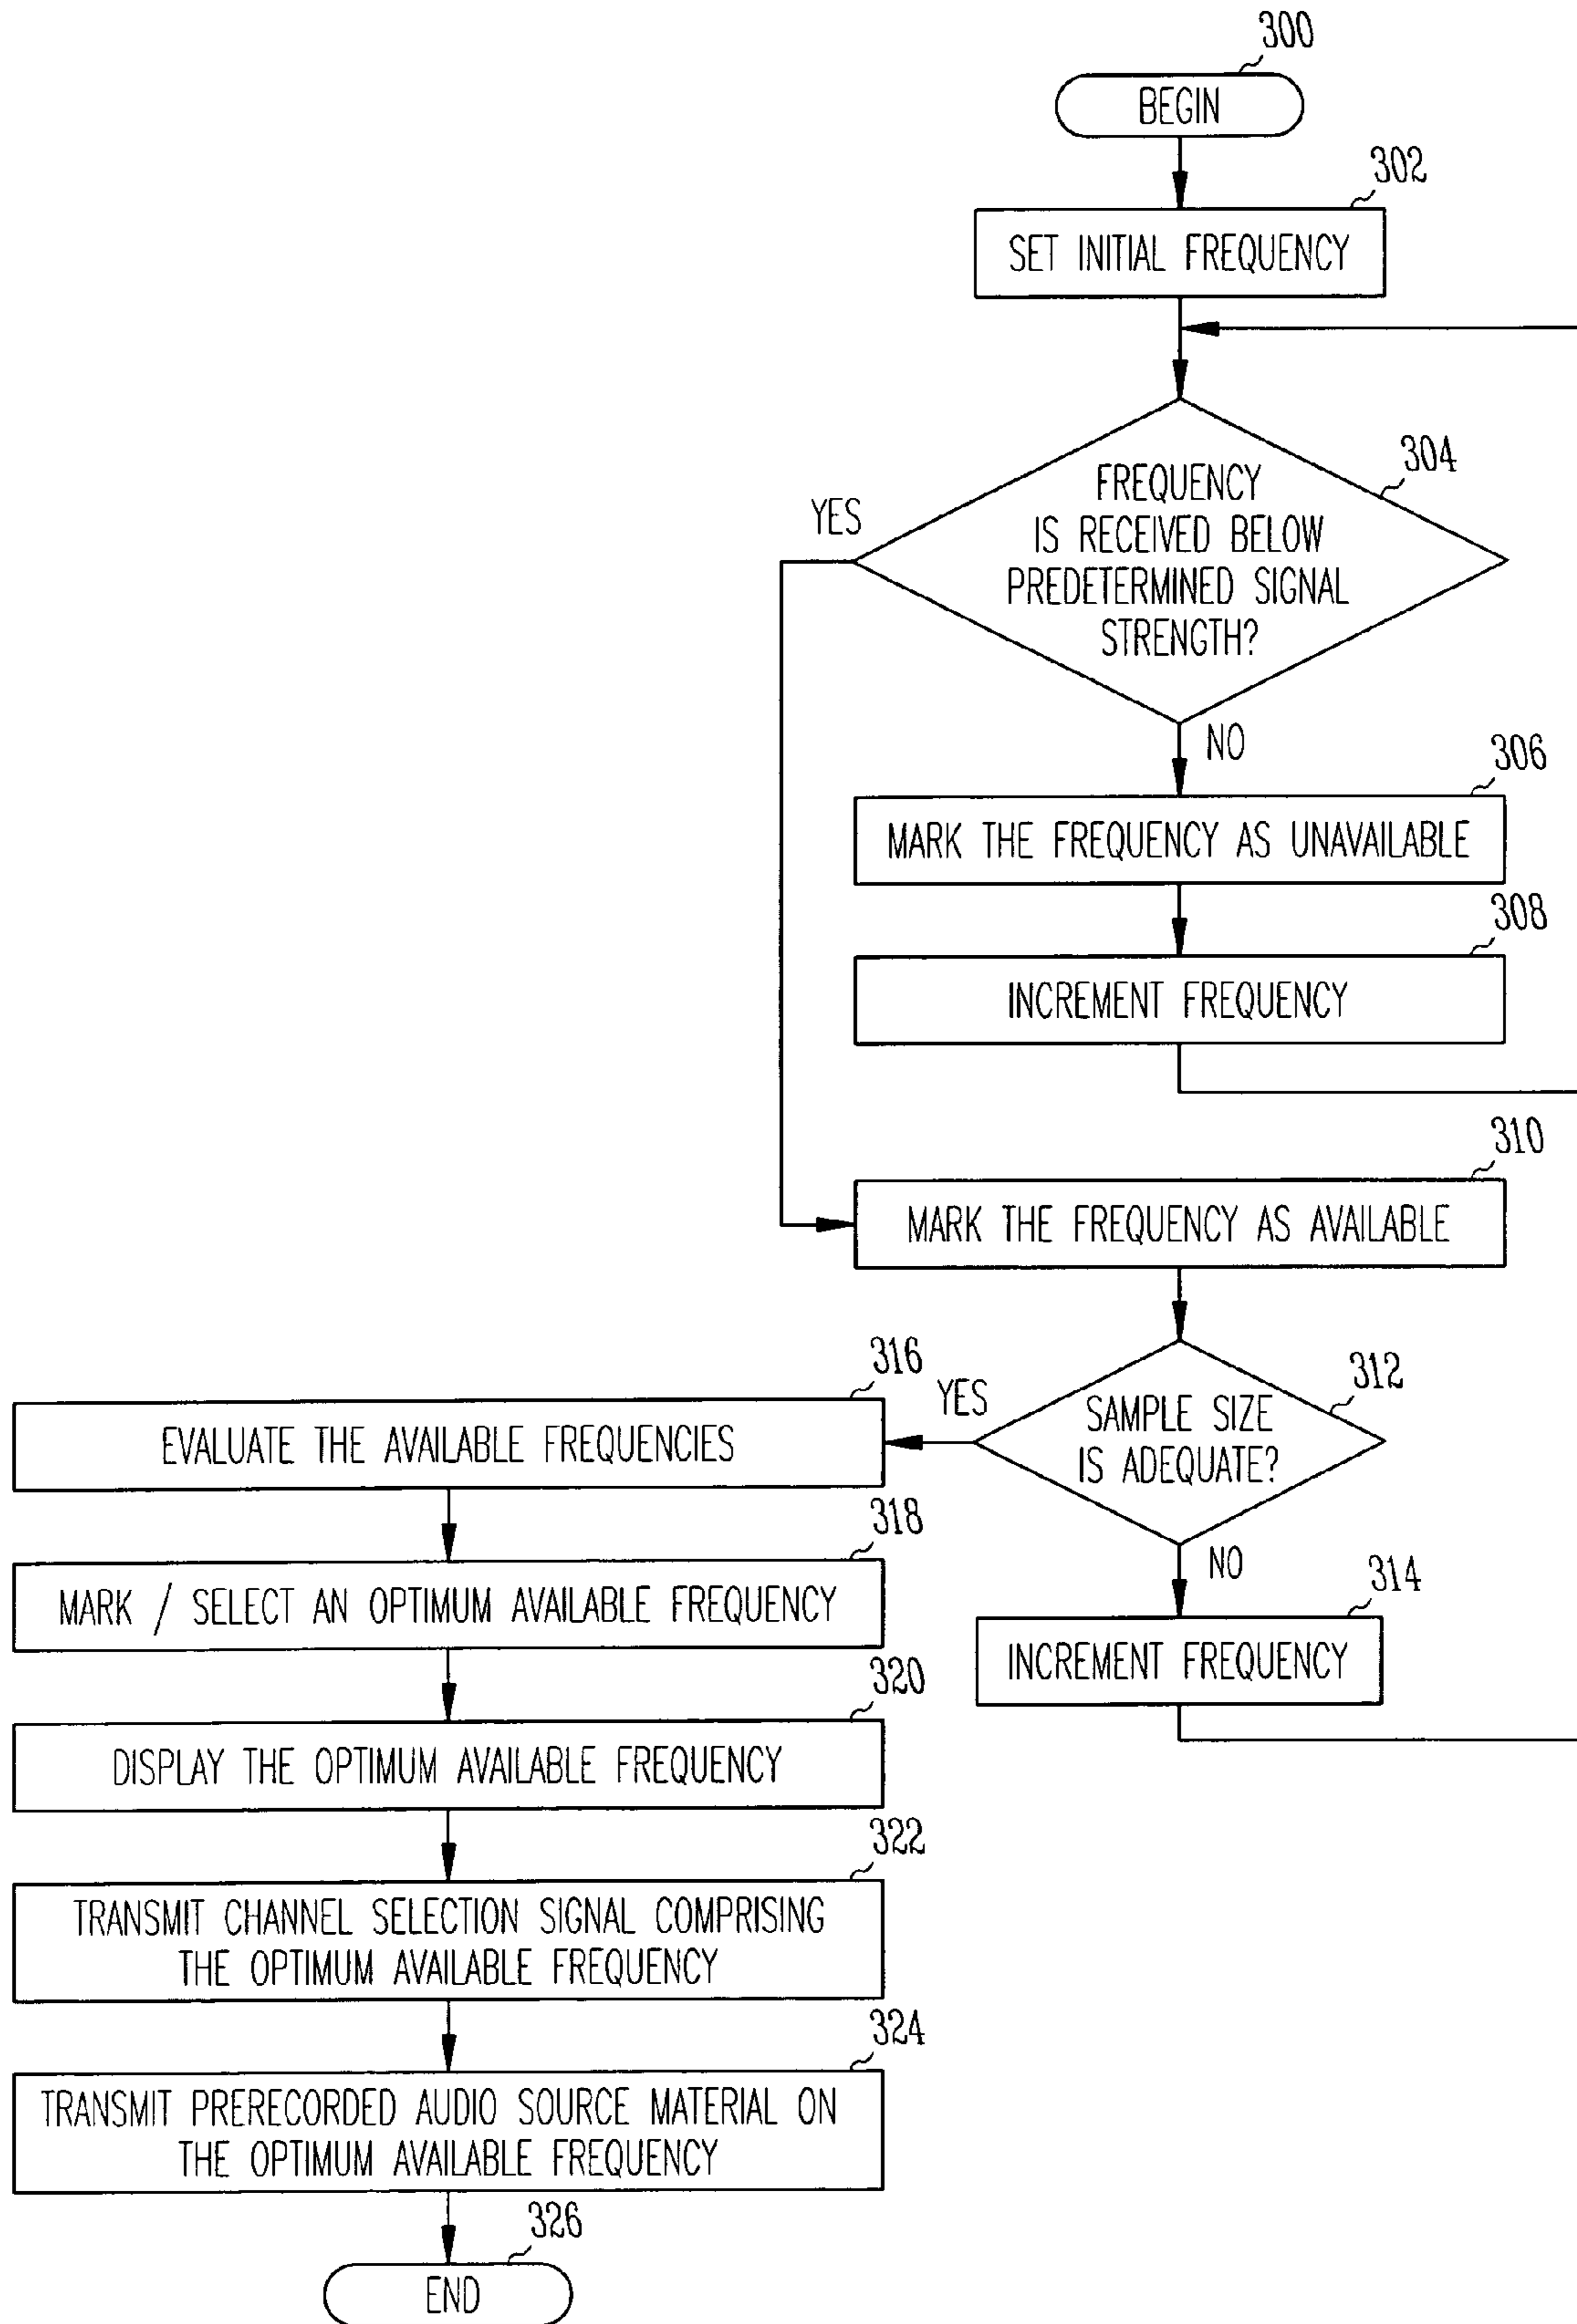 300
BEGIN
302
SET INITIAL FREQUENCY
304
FREQUENCY
IS RECEIVED BELOW
PREDETERMINED SIGNAL
STRENGTH?
YES
NO
306
MARK THE FREQUENCY AS UNAVAILABLE
308
INCREMENT FREQUENCY
310
MARK THE FREQUENCY AS AVAILABLE
312
SAMPLE SIZE
IS ADEQUATE?
YES
NO
314
INCREMENT FREQUENCY
316
EVALUATE THE AVAILABLE FREQUENCIES
318
MARK / SELECT AN OPTIMUM AVAILABLE FREQUENCY
320
DISPLAY THE OPTIMUM AVAILABLE FREQUENCY
322
TRANSMIT CHANNEL SELECTION SIGNAL COMPRISING
THE OPTIMUM AVAILABLE FREQUENCY
324
TRANSMIT PRERECORDED AUDIO SOURCE MATERIAL ON
THE OPTIMUM AVAILABLE FREQUENCY
326
END